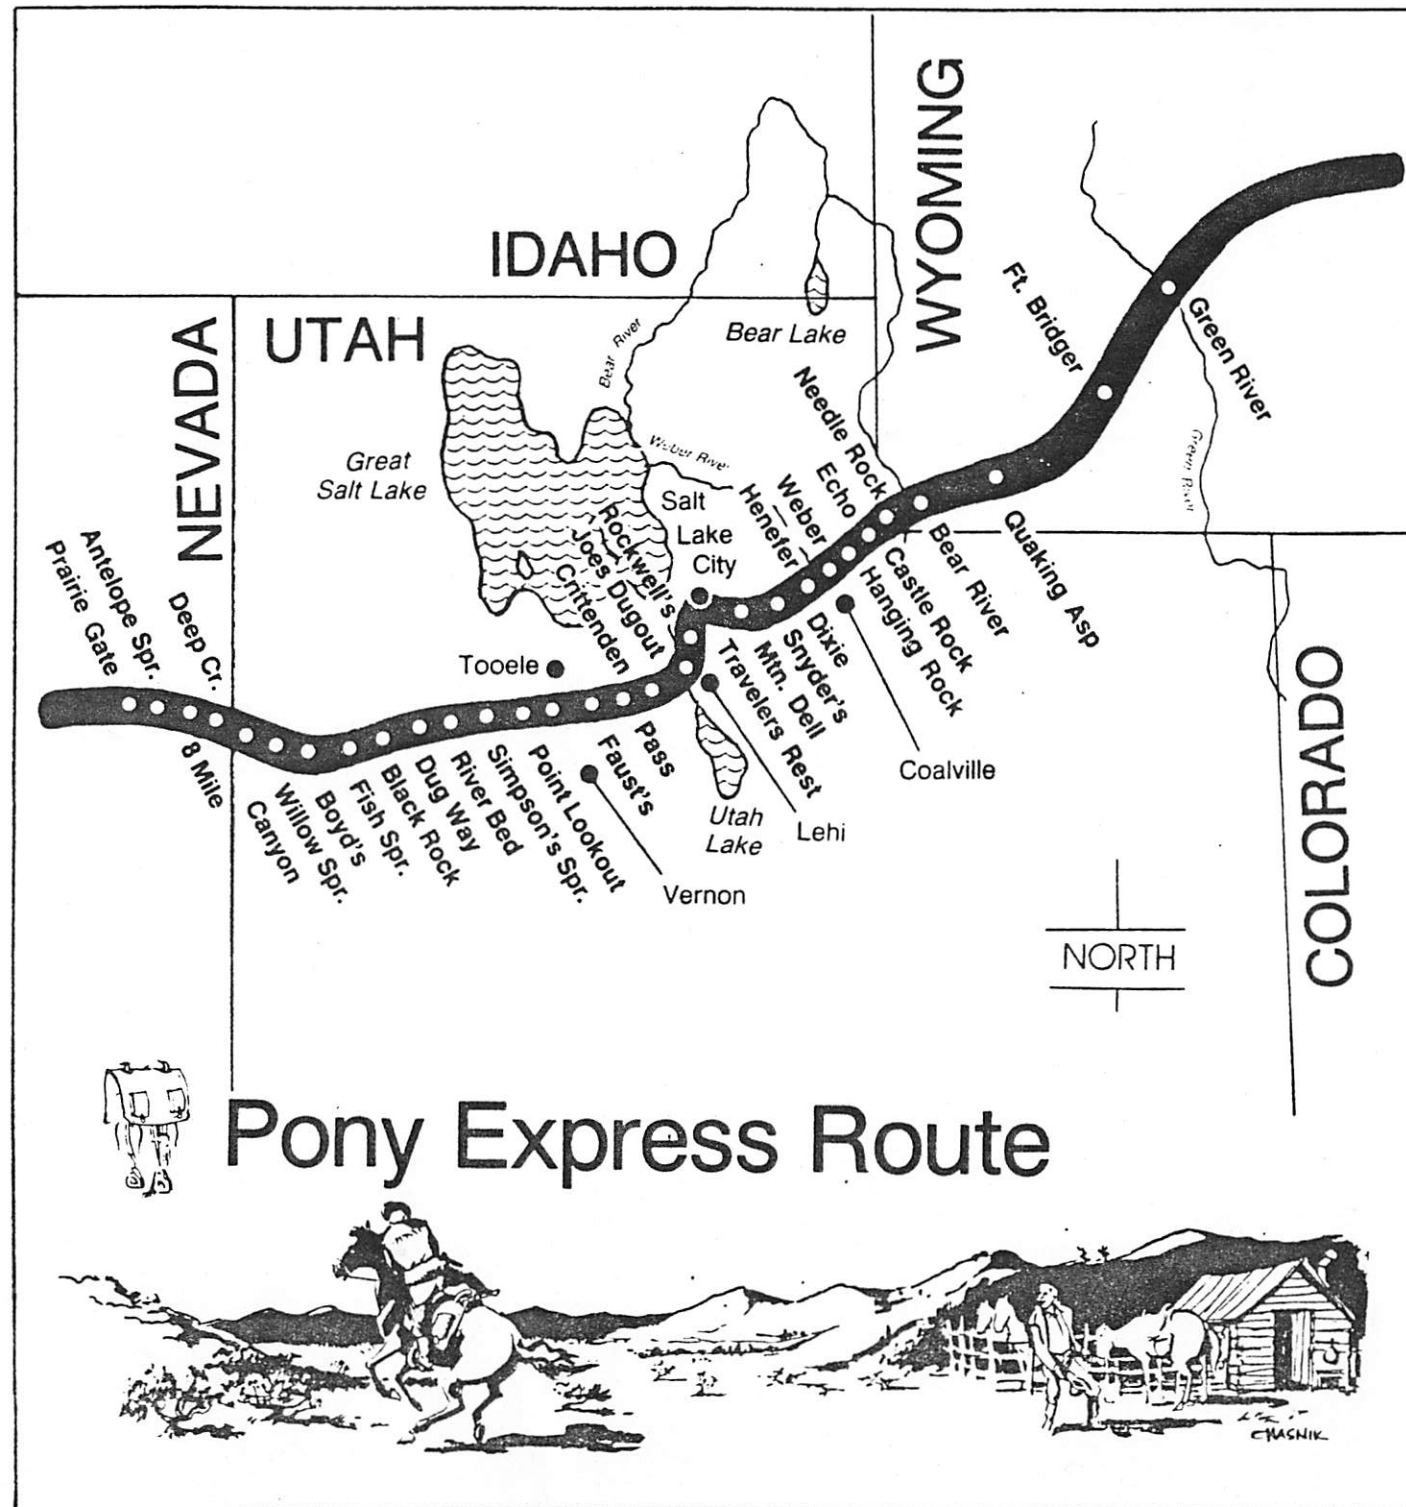 WYOMING
IDAHO
Bear River
Bear Lake
Ft. Bridger
Green River
Green River
NEVADA
UTAH
Great
Salt Lake
Weber River
Salt
Lake
City
Needle Rock
Echo
Weber
Henefer
Rockwell's
Joes Dugout
Crittenden
Tooele
Antelope Spr.
Prairie Gate
Deep Cr.
8 Mile
Canyon
Willow Spr.
Boyd's
Fish Spr.
Black Rock
Dug Way
River Bed
Simpson's Spr.
Point Lookout
Faust's
Pass
Vernon
Utah
Lake
Lehi
Travelers Rest
Mtn. Dell
Snyder's
Dixie
Coalville
Hanging Rock
Castle Rock
Bear River
Quaking Asp
COLORADO
NORTH
Pony Express Route
CHASNIK